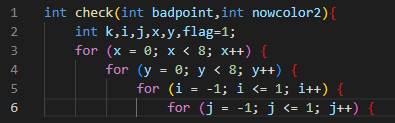 1 int check(int badpoint,int nowcolor2){
2 int k,i,j,x,y,flag=1;
3 for (x = 0; x < 8; x++) {
4 for (y = 0; y < 8; y++) {
5 for (i = -1; i <= 1; i++) {
6 for (j = -1; j <= 1; j++) {